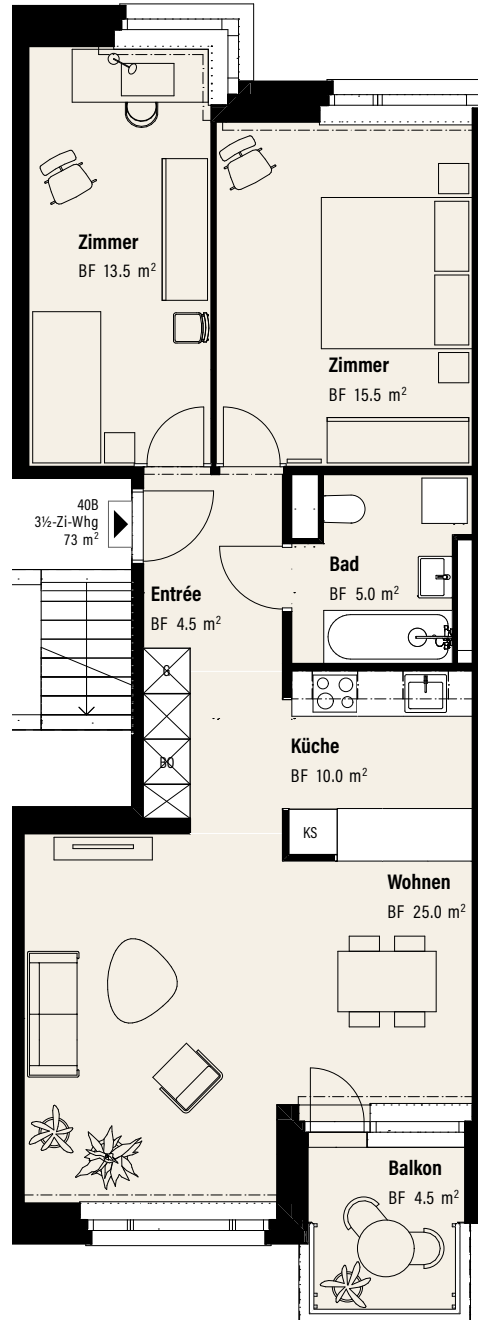 Zimmer
BF 13.5 m²
Zimmer
BF 15.5 m²
40B
3½-Zi-Whg
73 m²
Bad
BF 5.0 m²
Entrée
BF 4.5 m²
G
Küche
BF 10.0 m²
BO
KS
Wohnen
BF 25.0 m²
Balkon
BF 4.5 m²